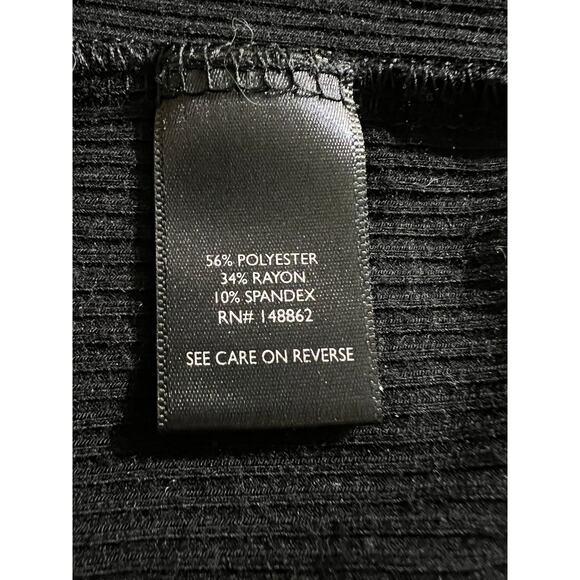 56% POLYESTER
34% RAYON
10% SPANDEX
RN# 148862
SEE CARE ON REVERSE